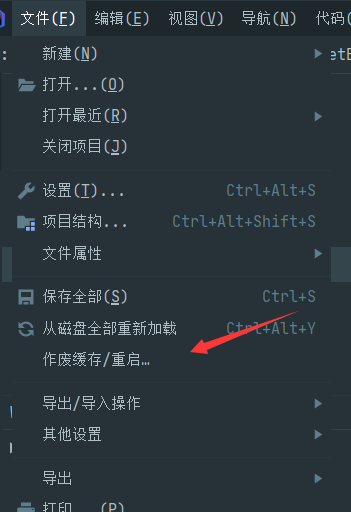 文件(F) 编辑(E) 视图(V) 导航(N) 代码
新建(N)
etE
打开...(O)
打开最近(R)
关闭项目(J)
设置(T)... Ctrl+Alt+S
项目结构... Ctrl+Alt+Shift+S
文件属性
保存全部(S) Ctrl+S
从磁盘全部重新加载 Ctrl+Alt+Y
作废缓存/重启…
导出/导入操作
其他设置
导出
打印...(P)